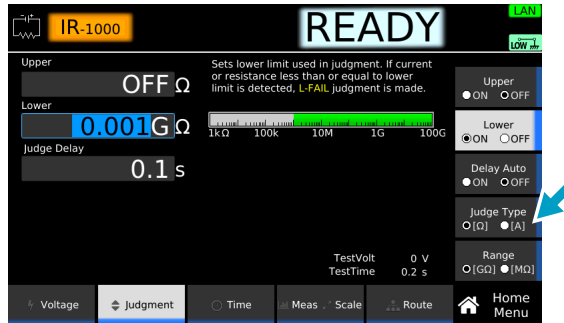 IR-1000
READY
LAN
LOW
Upper
OFF Ω
Lower
0.001G Ω
Judge Delay
0.1 s
Sets lower limit used in judgment. If current
or resistance less than or equal to lower
limit is detected, L-FAIL judgment is made.
1kΩ 100k 10M 1G 100G
TestVolt 0 V
TestTime 0.2 s
Upper
ON OFF
Lower
ON OFF
Delay Auto
ON OFF
Judge Type
[Ω] [A]
Range
[GΩ] [MΩ]
Voltage
Judgment
Time
Meas Scale
Route
Home
Menu